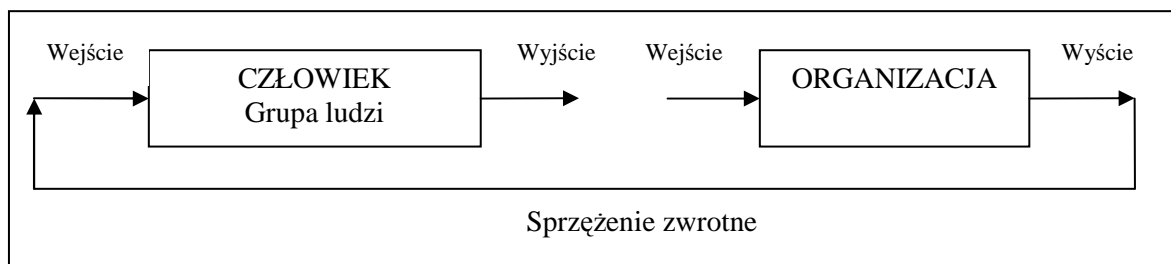 Wejście Wyjście Wejście Wyście
CZŁOWIEK ORGANIZACJA
Grupa ludzi
Sprzężenie zwrotne